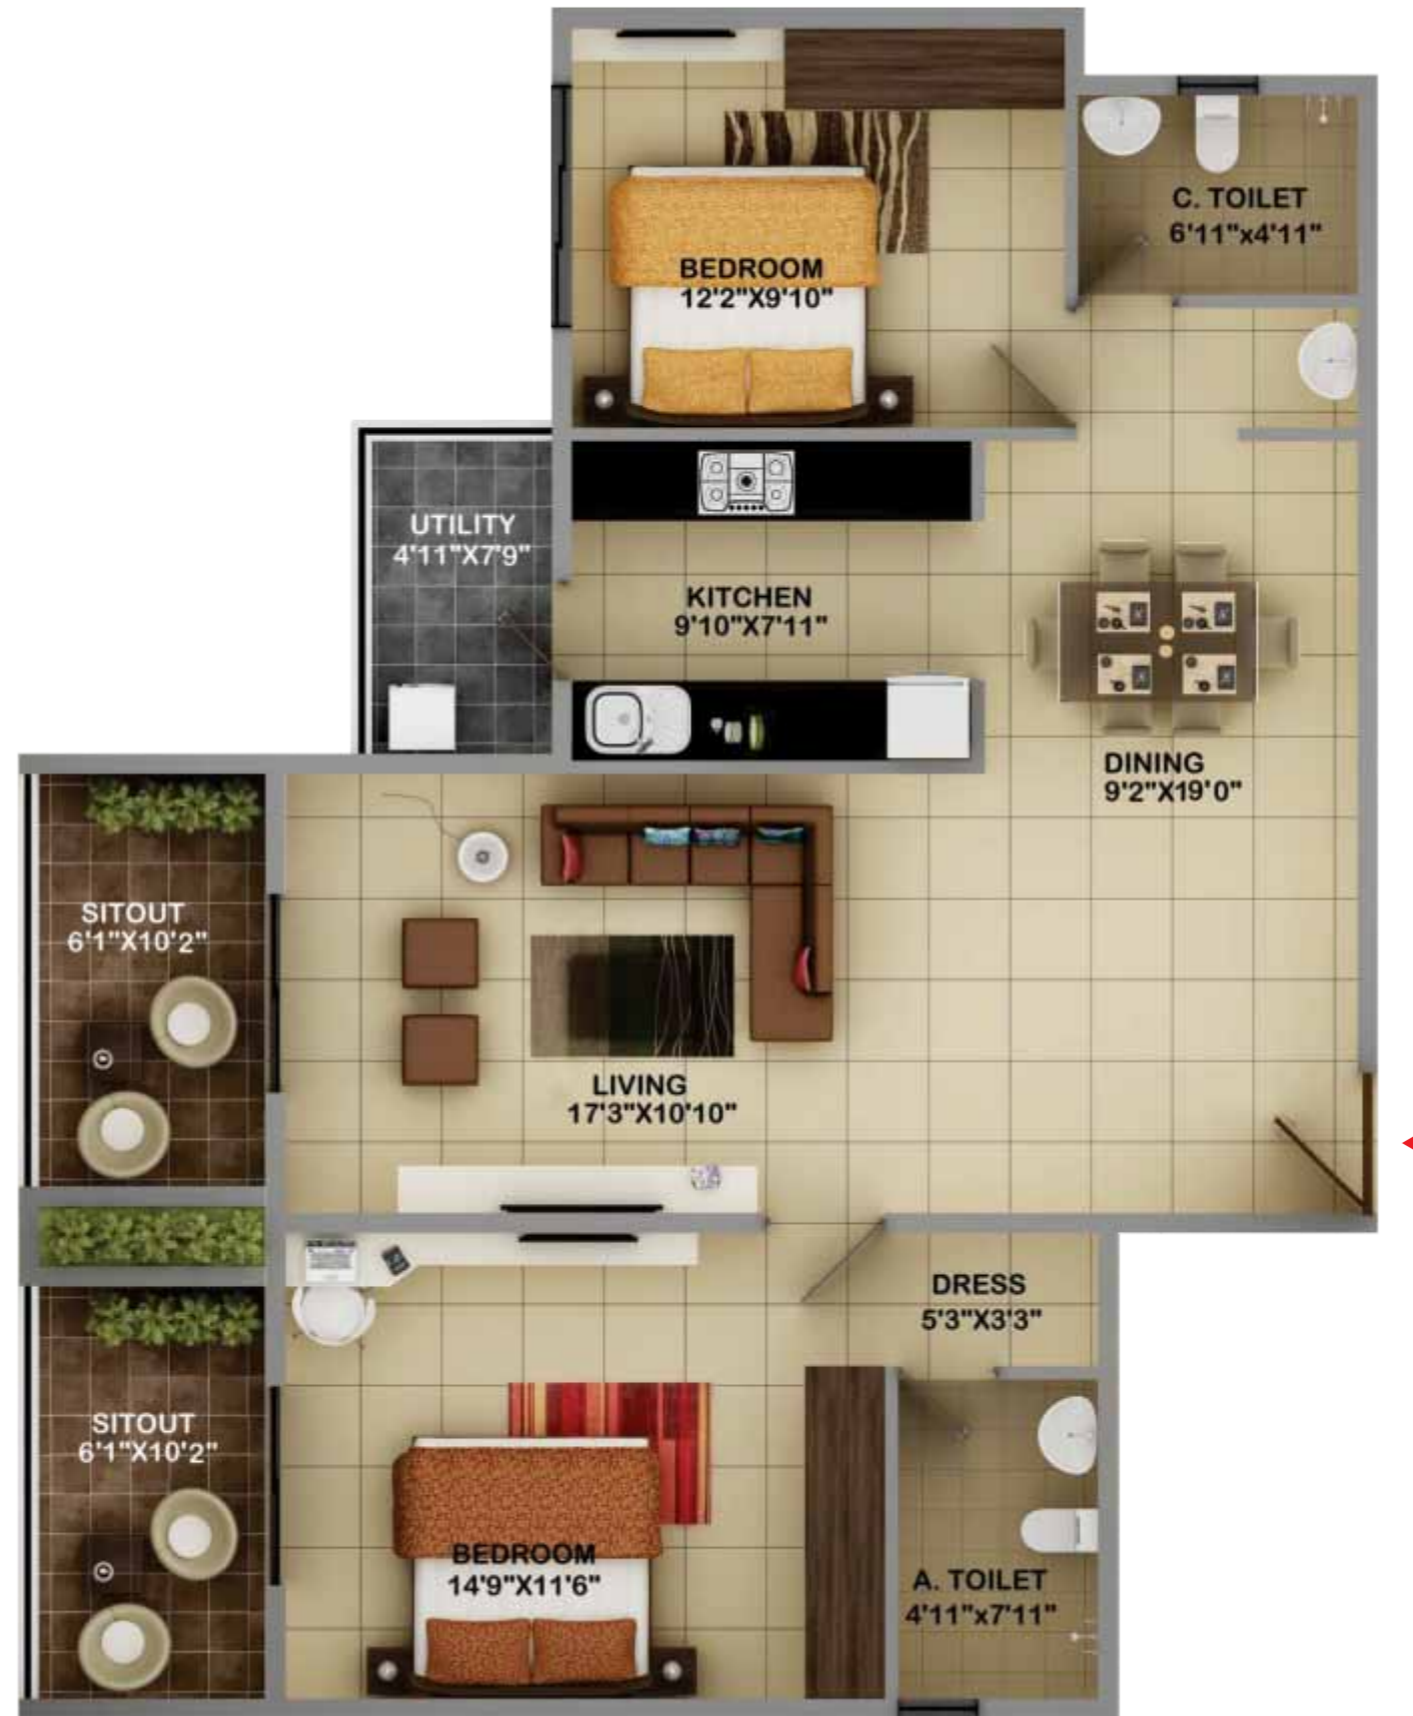 C. TOILET
6'11"x4'11"
BEDROOM
12'2"X9'10"
UTILITY
4'11"X7'9"
KITCHEN
9'10"X7'11"
DINING
9'2"X19'0"
SITOUT
6'1"X10'2"
LIVING
17'3"X10'10"
DRESS
5'3"X3'3"
SITOUT
6'1"X10'2"
BEDROOM
14'9"X11'6"
A. TOILET
4'11"x7'11"